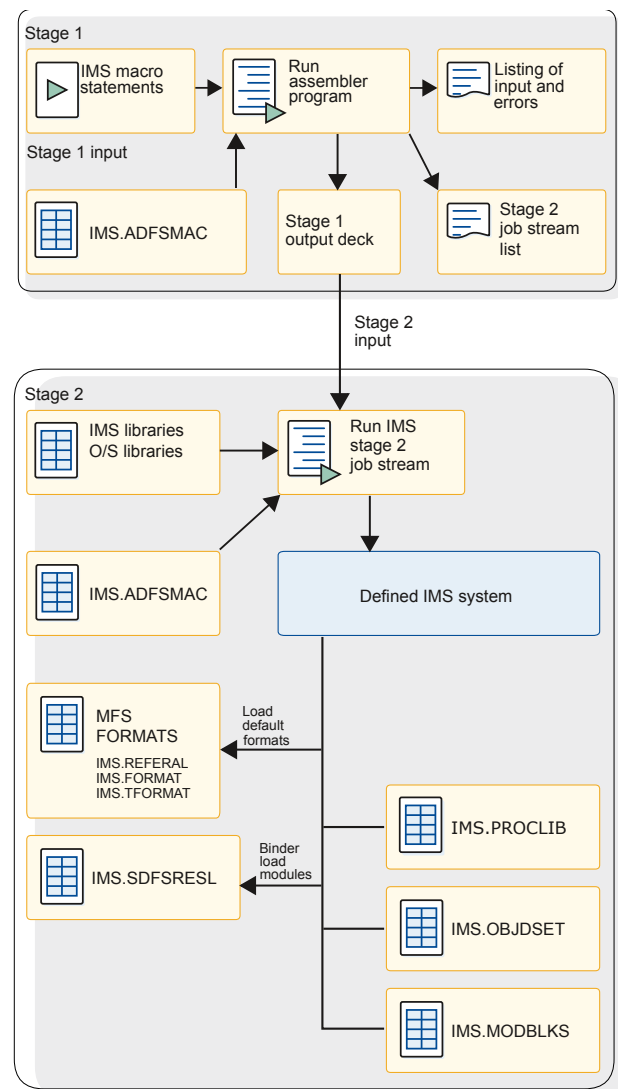 Stage 1
IMS macro
statements
Run
assembler
program
Listing of
input and
errors
Stage 1 input
IMS.ADFSMAC
Stage 1
output deck
Stage 2
job stream
list
Stage 2
input
Stage 2
IMS libraries
O/S libraries
Run IMS
stage 2
job stream
IMS.ADFSMAC
Defined IMS system
MFS
FORMATS
IMS.REFERAL
IMS.FORMAT
IMS.TFORMAT
Load
default
formats
IMS.PROCLIB
IMS.SDFSRESL
Binder
load
modules
IMS.OBJDSET
IMS.MODBLKS